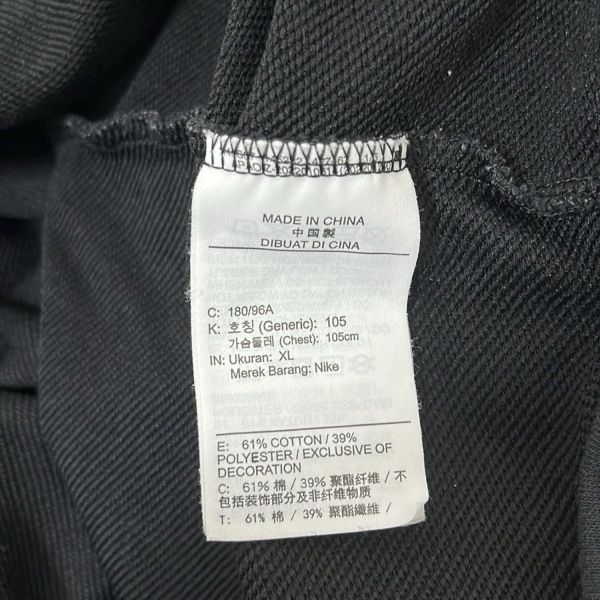 MADE IN CHINA
中国製
DIBUAT DI CINA
C: 180/96A
K: 호칭 (Generic): 105
가슴둘레 (Chest): 105cm
IN: Ukuran: XL
Merek Barang: Nike
E: 61% COTTON / 39%
POLYESTER / EXCLUSIVE OF
DECORATION
C: 61% 棉 / 39% 聚酯纤维 / 不
包括装饰部分及非纤维物质
T: 61% 棉 / 39% 聚酯纖維 /